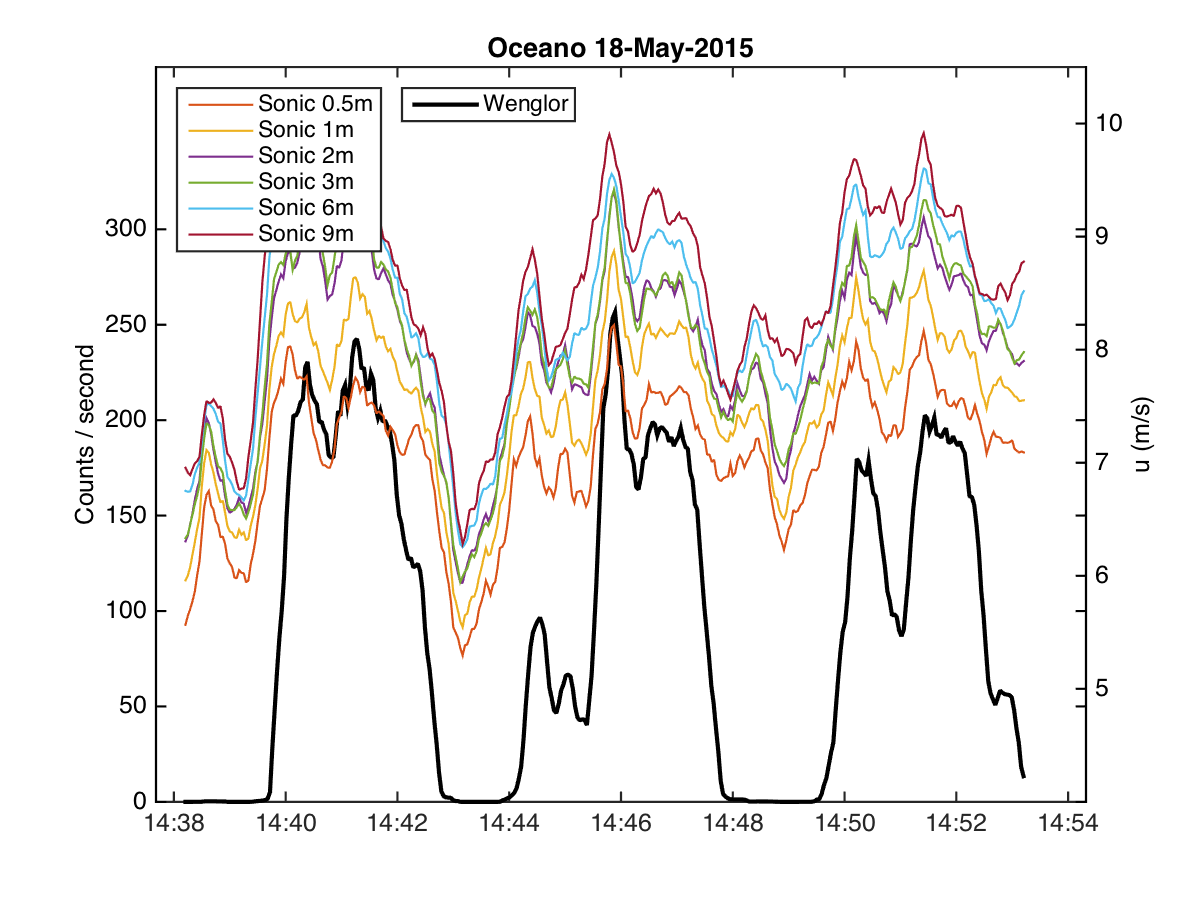 Oceano 18-May-2015
Sonic 0.5m
Sonic 1m
Sonic 2m
Sonic 3m
Sonic 6m
Sonic 9m
Wenglor
Counts / second
300
250
200
150
100
50
0
10
9
8
7
6
5
u (m/s)
14:38 14:40 14:42 14:44 14:46 14:48 14:50 14:52 14:54